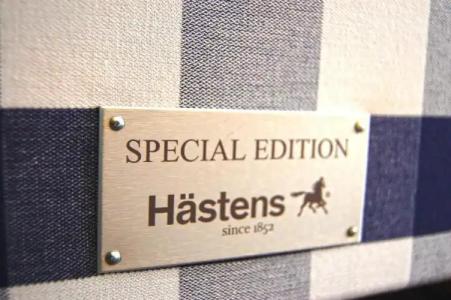 SPECIAL EDITION
Hästens
since 1852